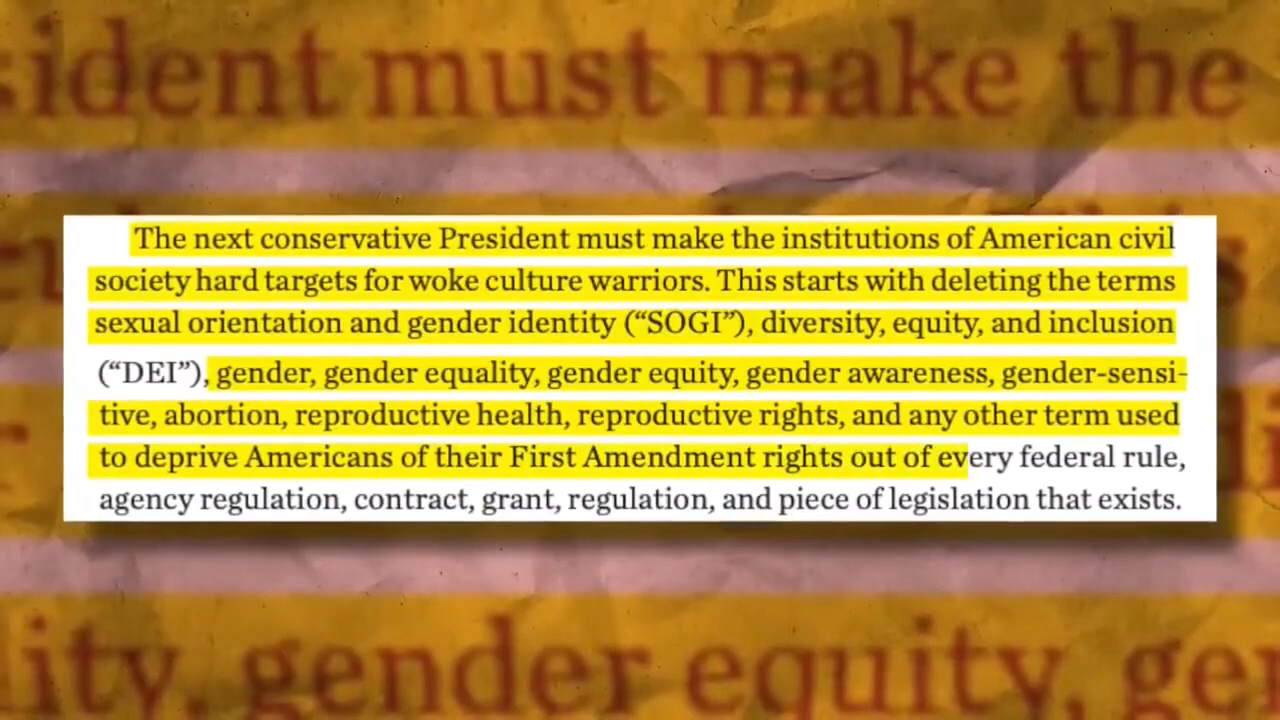 sident must make the
The next conservative President must make the institutions of American civil
society hard targets for woke culture warriors. This starts with deleting the terms
sexual orientation and gender identity (“SOGI”), diversity, equity, and inclusion
(“DEI”), gender, gender equality, gender equity, gender awareness, gender-sensi-
tive, abortion, reproductive health, reproductive rights, and any other term used
to deprive Americans of their First Amendment rights out of every federal rule,
agency regulation, contract, grant, regulation, and piece of legislation that exists.
lity, gender equity, gen